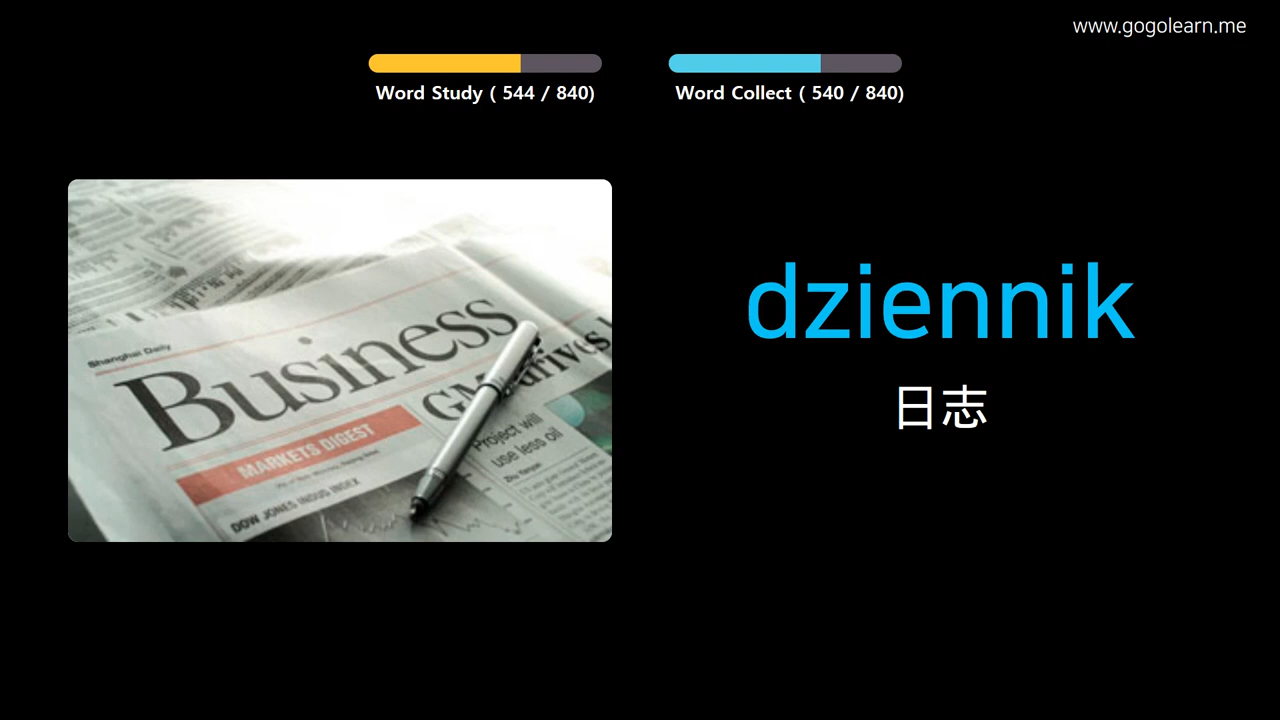 www.gogolearn.me
Word Study ( 544 / 840)
Word Collect ( 540 / 840)
Shanghai Daily
Business
GM drives
MARKETS DIGEST
DOW JONES INDUS INDEX
Project will
use less oil
dziennik
日志